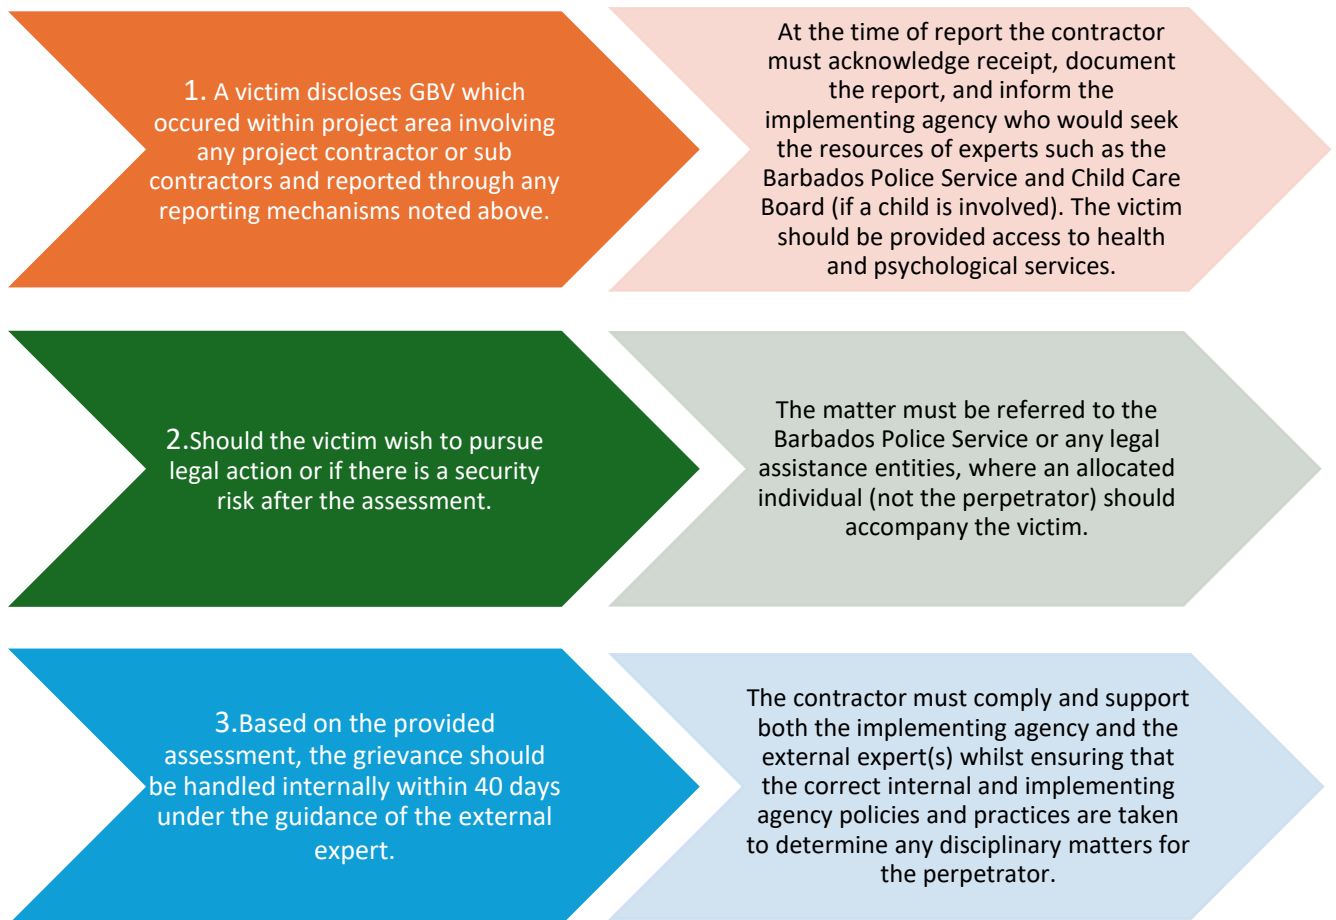 1. A victim discloses GBV which
occured within project area involving
any project contractor or sub
contractors and reported through any
reporting mechanisms noted above.
At the time of report the contractor
must acknowledge receipt, document
the report, and inform the
implementing agency who would seek
the resources of experts such as the
Barbados Police Service and Child Care
Board (if a child is involved). The victim
should be provided access to health
and psychological services.
2.Should the victim wish to pursue
legal action or if there is a security
risk after the assessment.
The matter must be referred to the
Barbados Police Service or any legal
assistance entities, where an allocated
individual (not the perpetrator) should
accompany the victim.
3.Based on the provided
assessment, the grievance should
be handled internally within 40 days
under the guidance of the external
expert.
The contractor must comply and support
both the implementing agency and the
external expert(s) whilst ensuring that
the correct internal and implementing
agency policies and practices are taken
to determine any disciplinary matters for
the perpetrator.